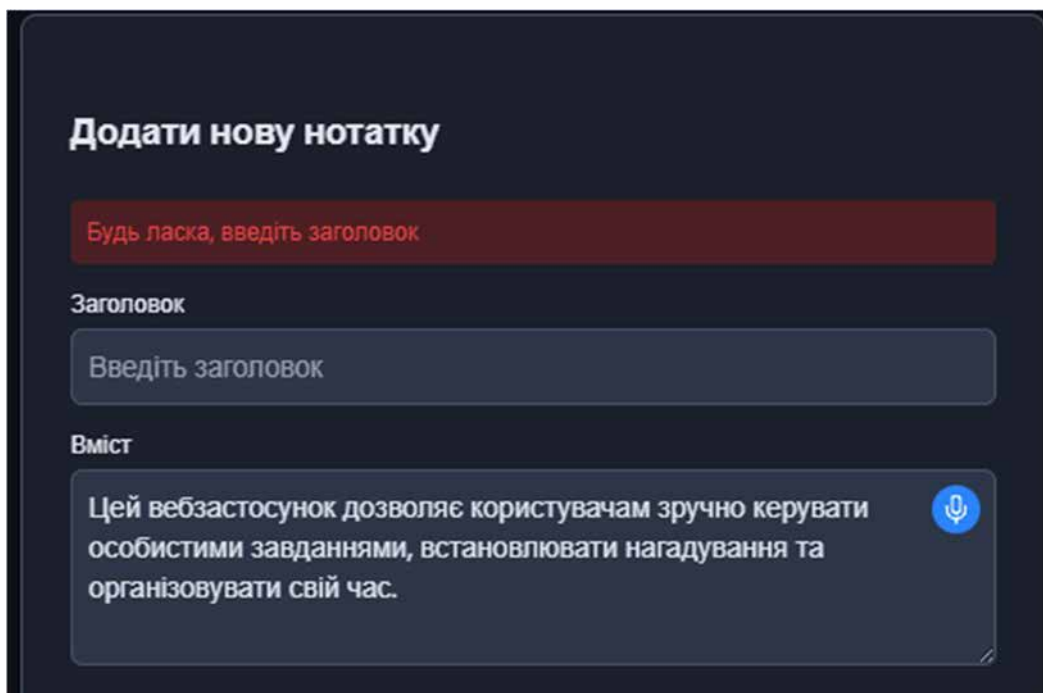 Додати нову нотатку
Будь ласка, введіть заголовок
Заголовок
Введіть заголовок
Вміст
Цей вебзастосунок дозволяє користувачам зручно керувати
особистими завданнями, встановлювати нагадування та
організовувати свій час.